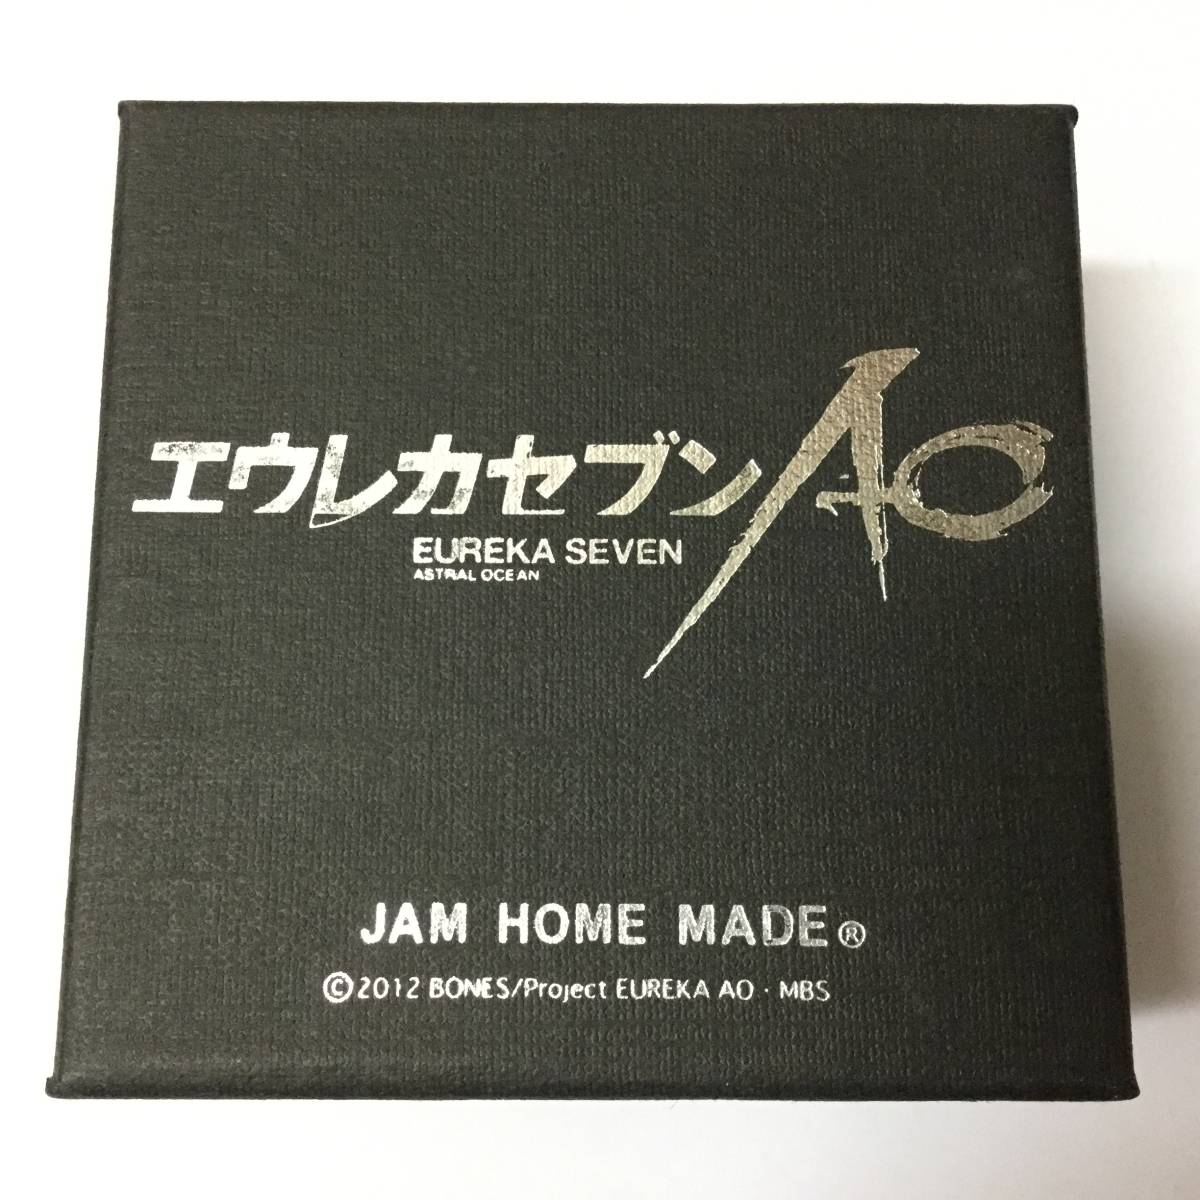 エウレカセブンAO
EUREKA SEVEN
ASTRAL OCEAN
JAM HOME MADE®
©2012 BONES/Project EUREKA AO・MBS